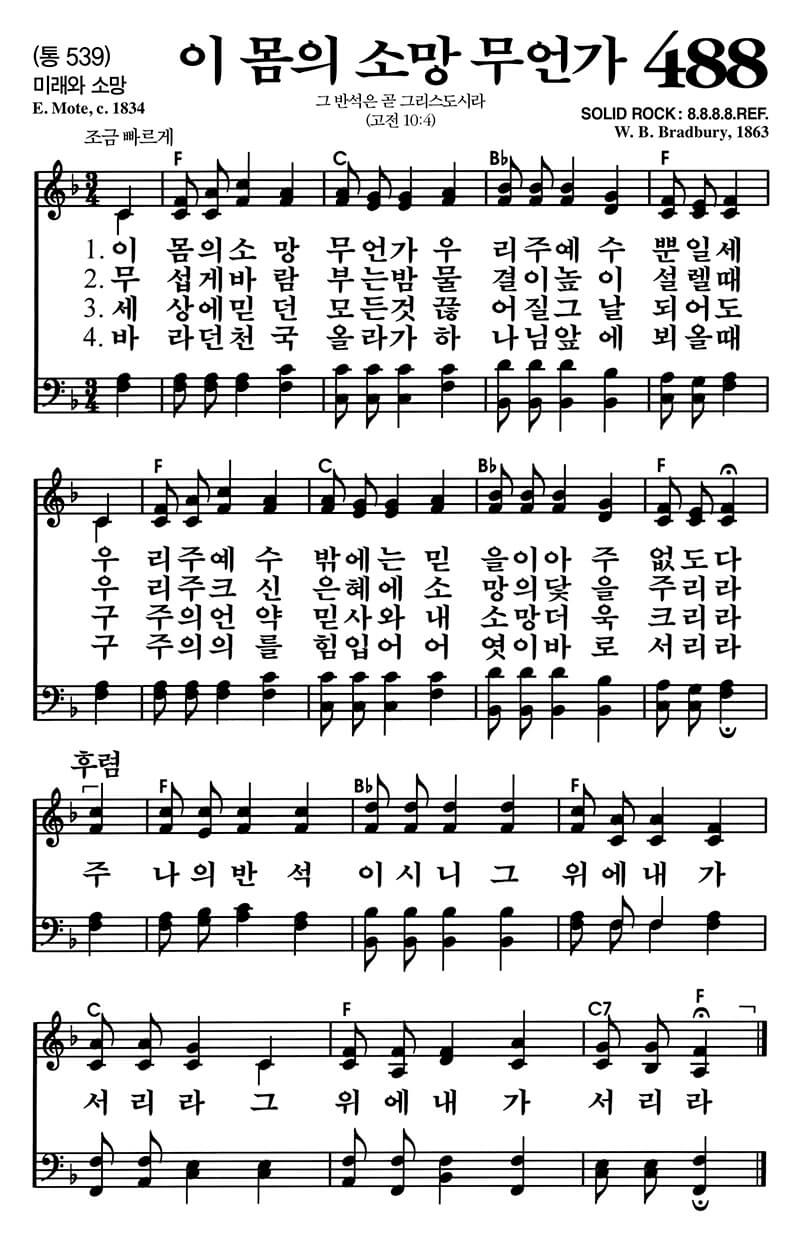 (통 539)
이 몸의 소망 무언가 488
미래와 소망
E. Mote, c. 1834
그 반석은 곧 그리스도시라
(고전 10:4)
SOLID ROCK: 8.8.8.8.REF.
W. B. Bradbury, 1863
조금 빠르게
F C B♭ F
3/4
1. 이 몸의소 망 무언가 우 리주예 수 뿐일세
2. 무 섭게바 람 부는밤 물 결이높 이 설렐때
3. 세 상에믿 던 모든것 끊 어질그 날 되어도
4. 바 라던천 국 올라가 하 나님앞 에 뵈올때
3/4
F C B♭ F
우 리주예 수 밖에는 믿 을이아 주 없도다
우 리주크 신 은혜에 소 망의닻 을 주리라
구 주의언 약 믿사와 내 소망더 욱 크리라
구 주의의 를 힘입어 어 엿이바 로 서리라
후렴
F B♭ F
주 나의반 석 이시니 그 위에내 가
C F C7 F
서리라 그 위에내 가 서리라